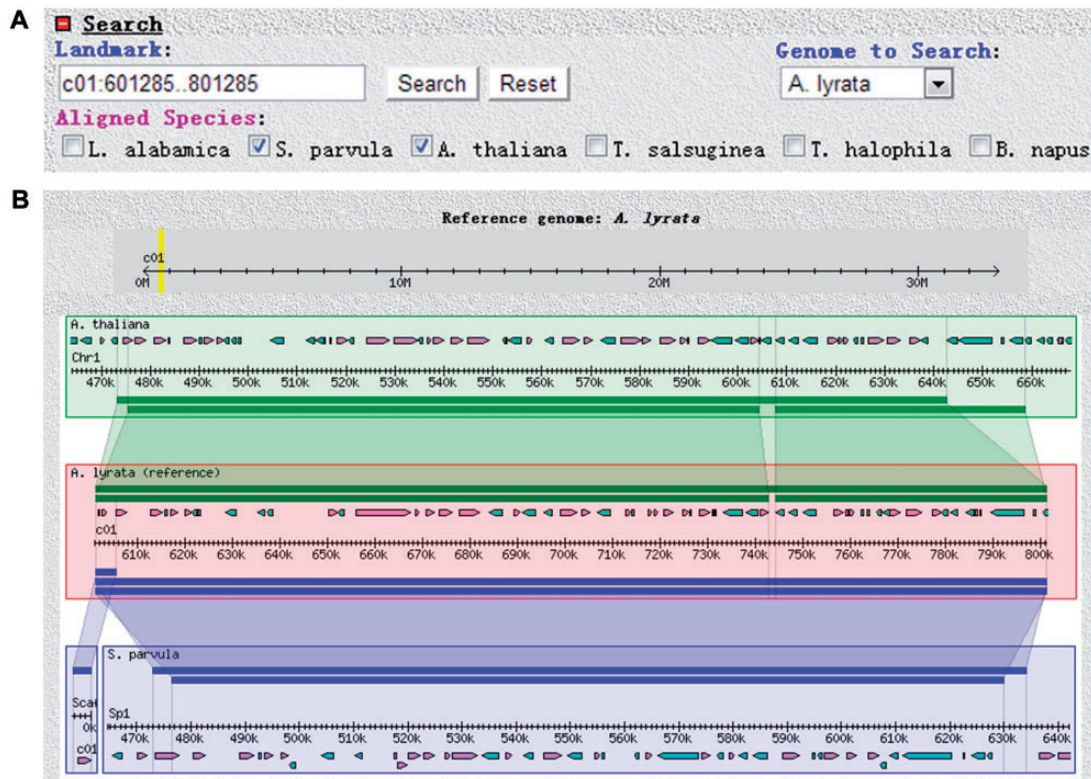 A
Search
Landmark:
Genome to Search:
c01:601285..801285
Search
Reset
A. lyrata
Aligned Species:
L. alabamica
S. parvula
A. thaliana
T. salsuginea
T. halophila
B. napus
B
Reference genome: A. lyrata
c01
0M 10M 20M 30M
A. thaliana
Chr1
470k 480k 490k 500k 510k 520k 530k 540k 550k 560k 570k 580k 590k 600k 610k 620k 630k 640k 650k 660k
A. lyrata (reference)
c01
610k 620k 630k 640k 650k 660k 670k 680k 690k 700k 710k 720k 730k 740k 750k 760k 770k 780k 790k 800k
S. parvula
Scaf
0k
c01
Sp1
470k 480k 490k 500k 510k 520k 530k 540k 550k 560k 570k 580k 590k 600k 610k 620k 630k 640k